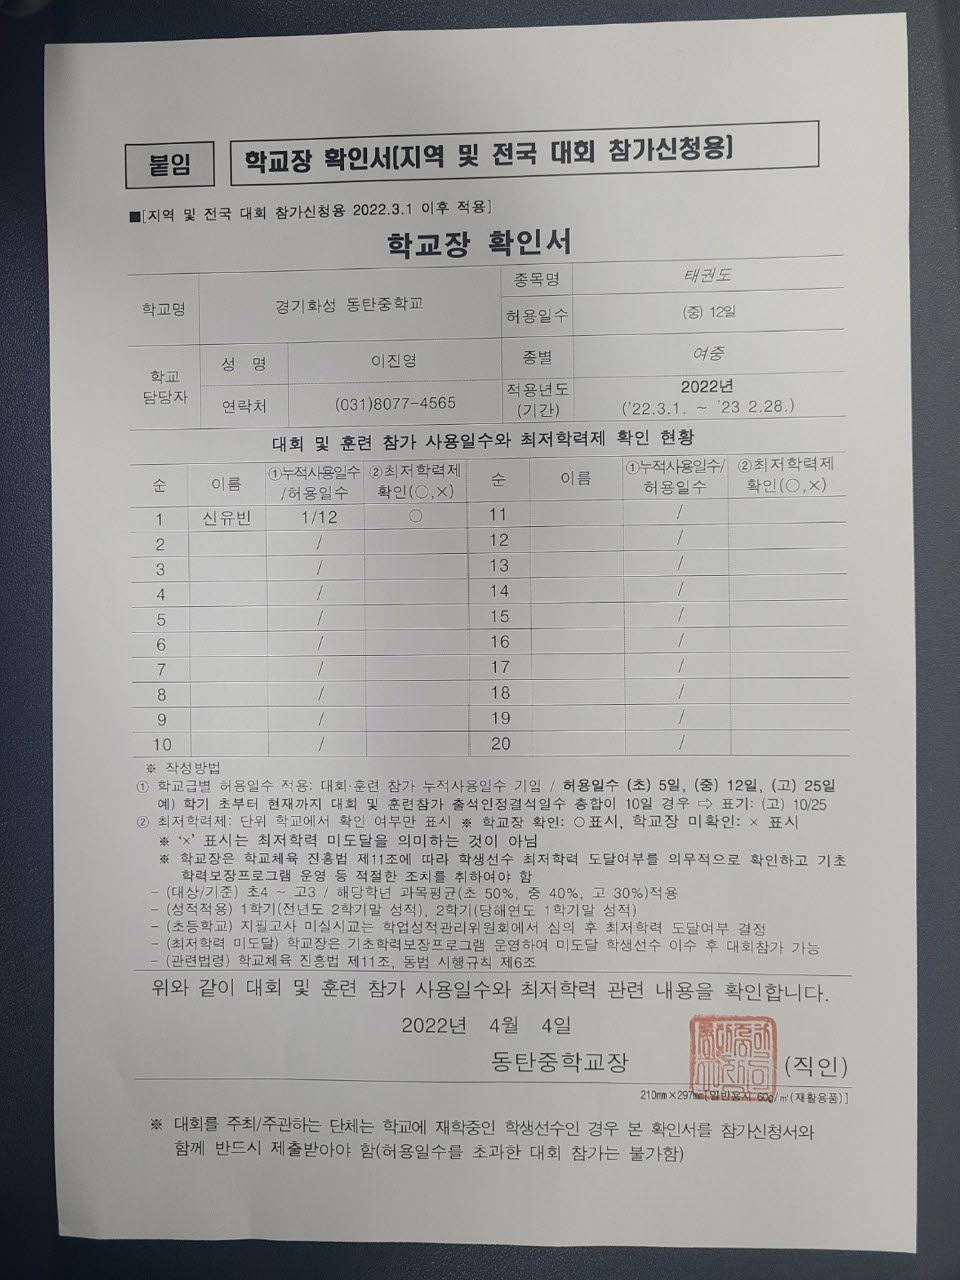 붙임
학교장 확인서(지역 및 전국 대회 참가신청용)
■[지역 및 전국 대회 참가신청용 2022.3.1 이후 적용]
학교장 확인서
학교명 경기화성 동탄중학교 종목명 태권도
허용일수 (중) 12일
학교 담당자 성 명 이진영 종별 여중
연락처 (031)8077-4565 적용년도 (기간) 2022년
('22.3.1. ~ '23 2.28.)
대회 및 훈련 참가 사용일수와 최저학력제 확인 현황
순 이름 ①누적사용일수/허용일수 ②최저학력제 확인(○,×) 순 이름 ①누적사용일수/허용일수 ②최저학력제 확인(○,×)
1 신유빈 1/12 ○ 11 /
2 / 12 /
3 / 13 /
4 / 14 /
5 / 15 /
6 / 16 /
7 / 17 /
8 / 18 /
9 / 19 /
10 / 20 /
※ 작성방법
① 학교급별 허용일수 적용: 대회·훈련 참가 누적사용일수 기입 / 허용일수 (초) 5일, (중) 12일, (고) 25일
예) 학기 초부터 현재까지 대회 및 훈련참가 출석인정결석일수 총합이 10일 경우 ⇨ 표기: (고) 10/25
② 최저학력제: 단위 학교에서 확인 여부만 표시 ※ 학교장 확인: ○표시, 학교장 미확인: × 표시
※ '×' 표시는 최저학력 미도달을 의미하는 것이 아님
※ 학교장은 학교체육 진흥법 제11조에 따라 학생선수 최저학력 도달여부를 의무적으로 확인하고 기초
학력보장프로그램 운영 등 적절한 조치를 취하여야 함
- (대상/기준) 초4 ~ 고3 / 해당학년 과목평균(초 50%, 중 40%, 고 30%)적용
- (성적적용) 1학기(전년도 2학기말 성적), 2학기(당해연도 1학기말 성적)
- (초등학교) 지필고사 미실시교는 학업성적관리위원회에서 심의 후 최저학력 도달여부 결정
- (최저학력 미도달) 학교장은 기초학력보장프로그램 운영하여 미도달 학생선수 이수 후 대회참가 가능
- (관련법령) 학교체육 진흥법 제11조, 동법 시행규칙 제6조
위와 같이 대회 및 훈련 참가 사용일수와 최저학력 관련 내용을 확인합니다.
2022년 4월 4일
동탄중학교장 (직인)
210㎜×297㎜[일반용지 60g/㎡(재활용품)]
※ 대회를 주최/주관하는 단체는 학교에 재학중인 학생선수인 경우 본 확인서를 참가신청서와
함께 반드시 제출받아야 함(허용일수를 초과한 대회 참가는 불가함)